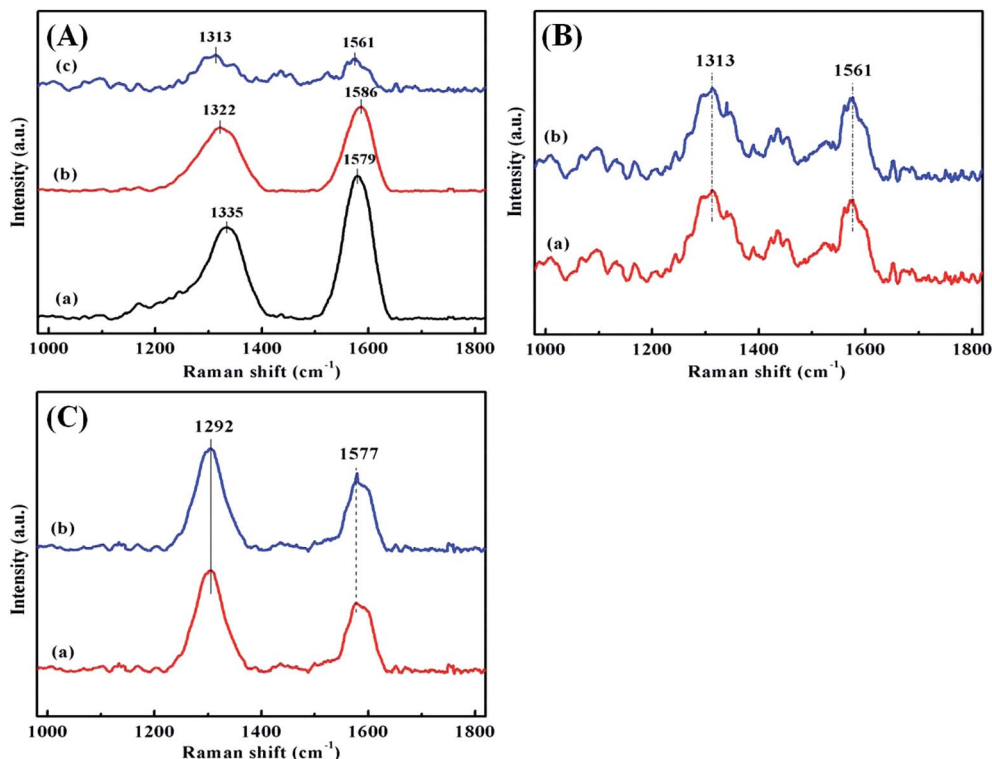 (A)
1313
1561
(c)
1586
1322
(b)
1579
1335
(a)
Intensity (a.u.)
1000 1200 1400 1600 1800
Raman shift (cm-1)
(B)
1313
1561
(b)
(a)
Intensity (a.u.)
1000 1200 1400 1600 1800
Raman shift (cm-1)
(C)
1292
1577
(b)
(a)
Intensity (a.u.)
1000 1200 1400 1600 1800
Raman shift (cm-1)